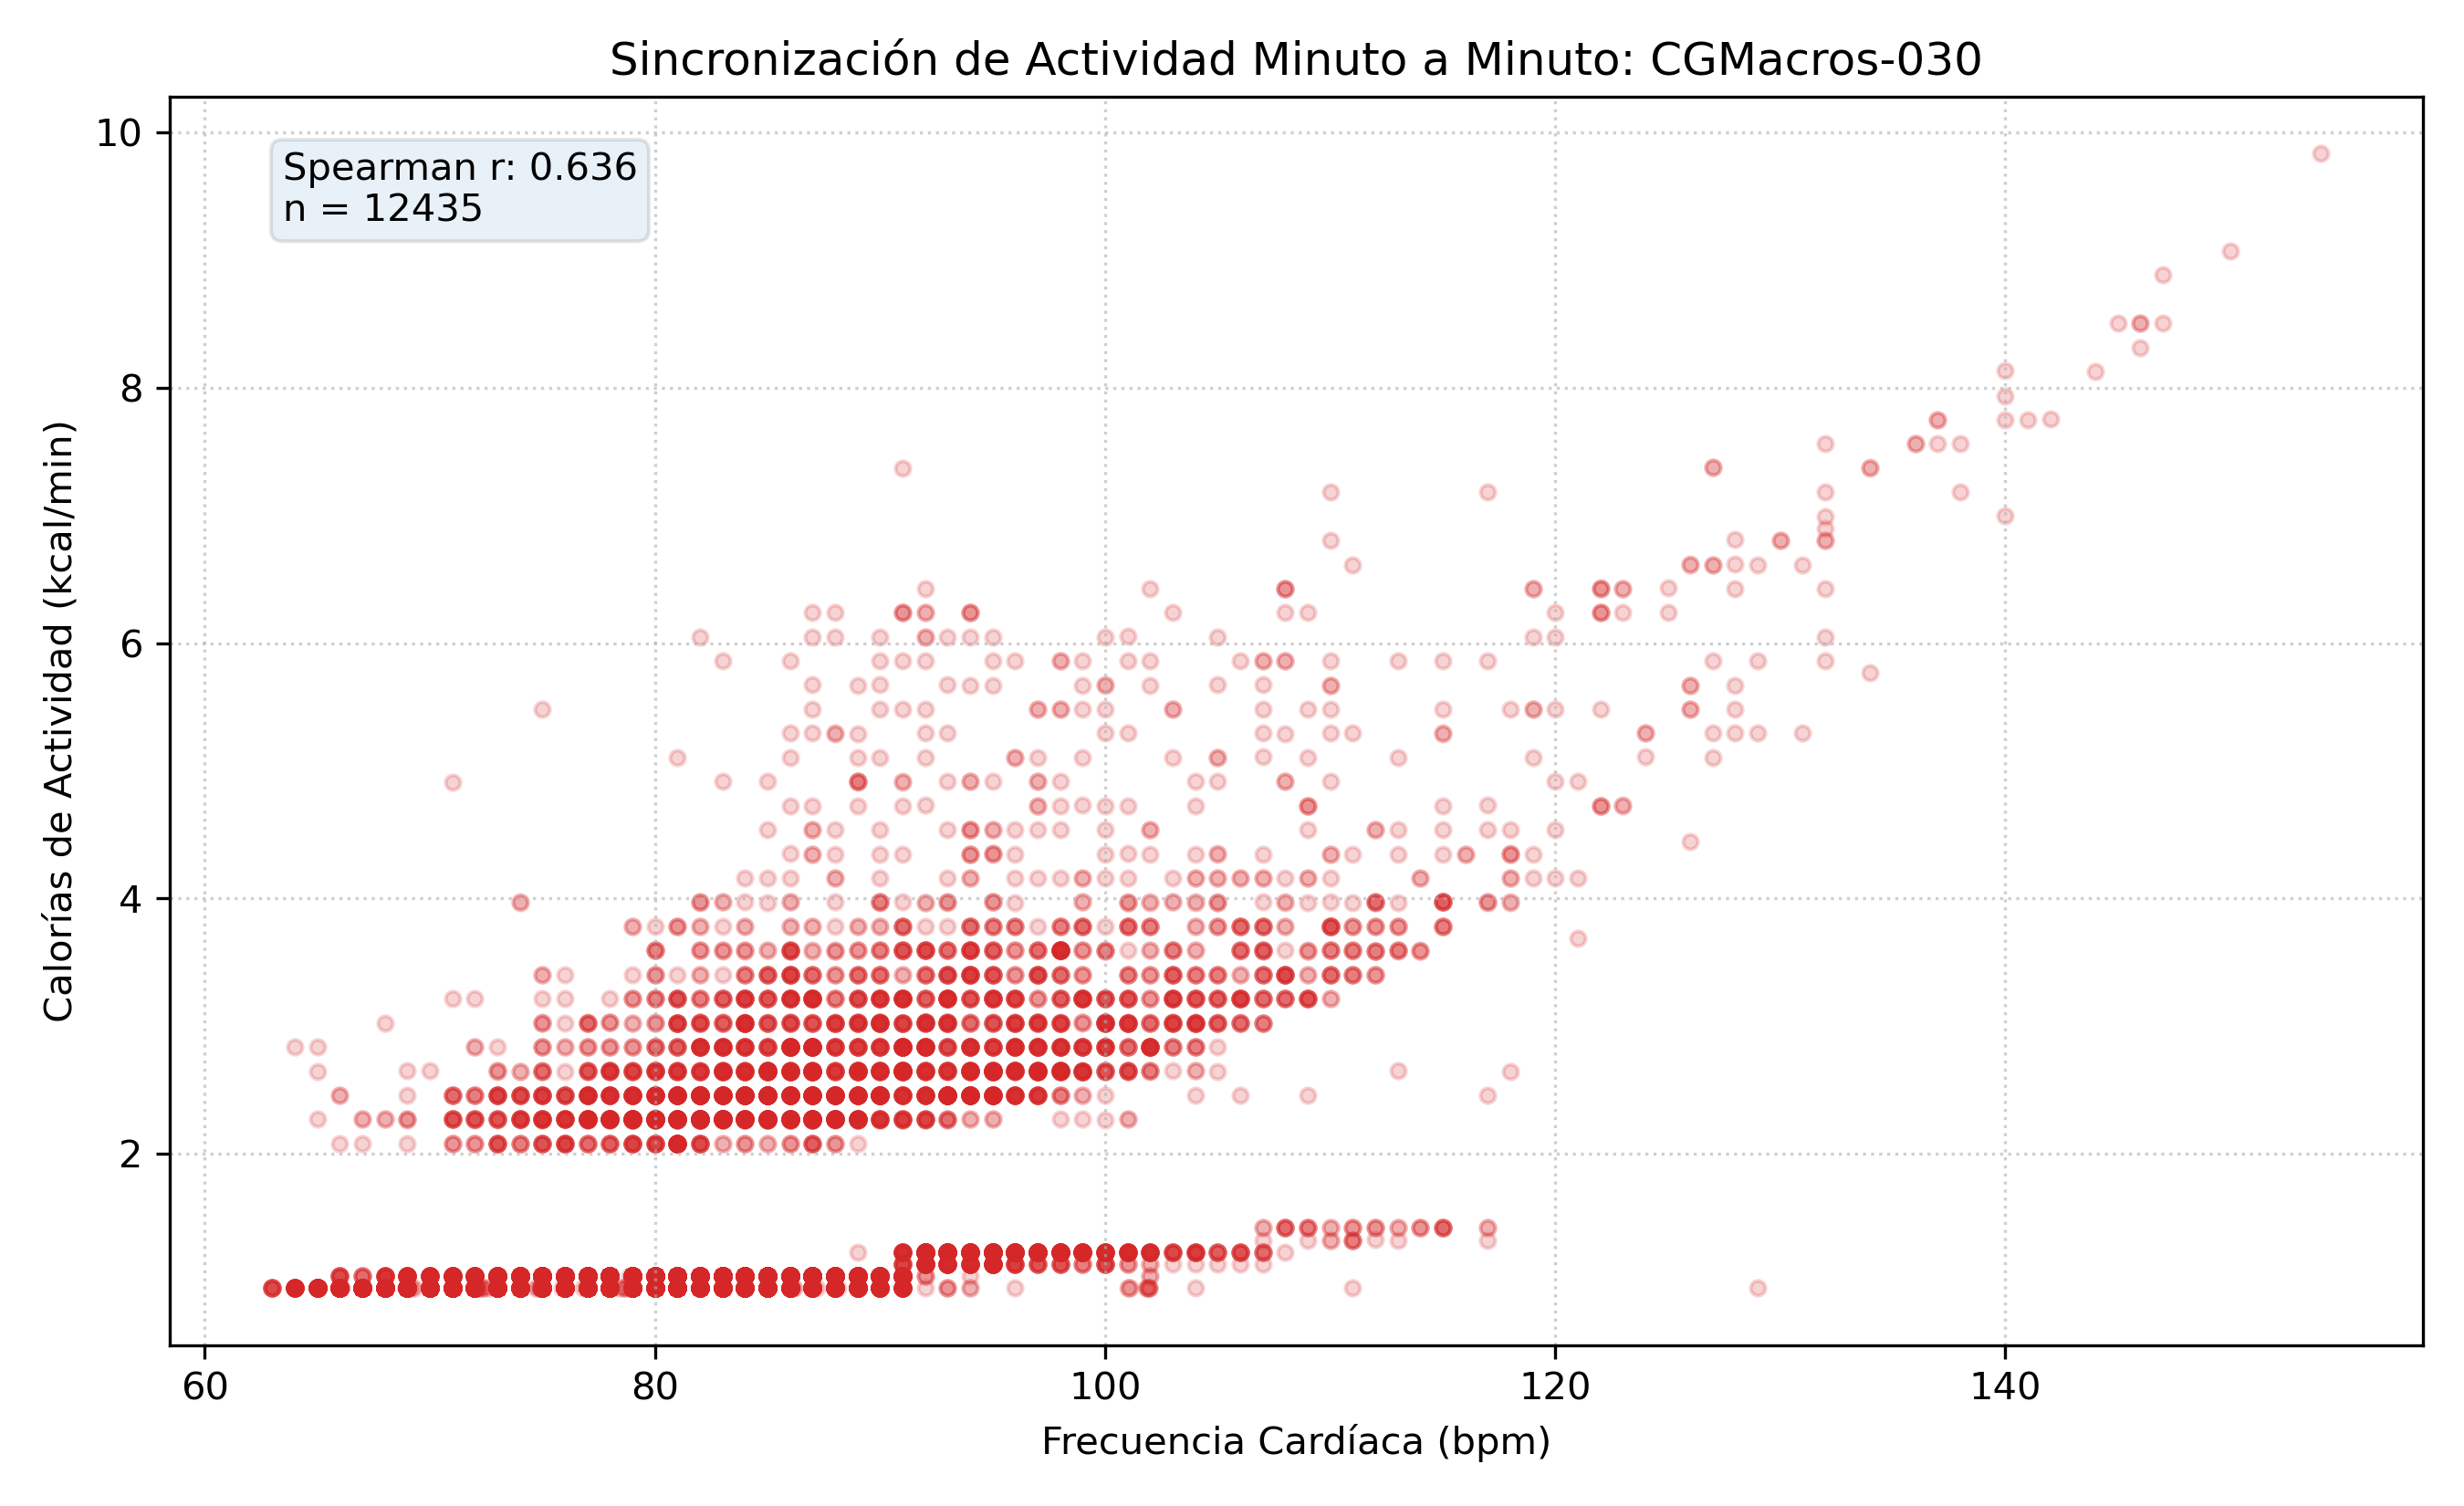 Sincronización de Actividad Minuto a Minuto: CGMacros-030
Spearman r: 0.636
n = 12435
Calorías de Actividad (kcal/min)
10
8
6
4
2
60 80 100 120 140
Frecuencia Cardíaca (bpm)